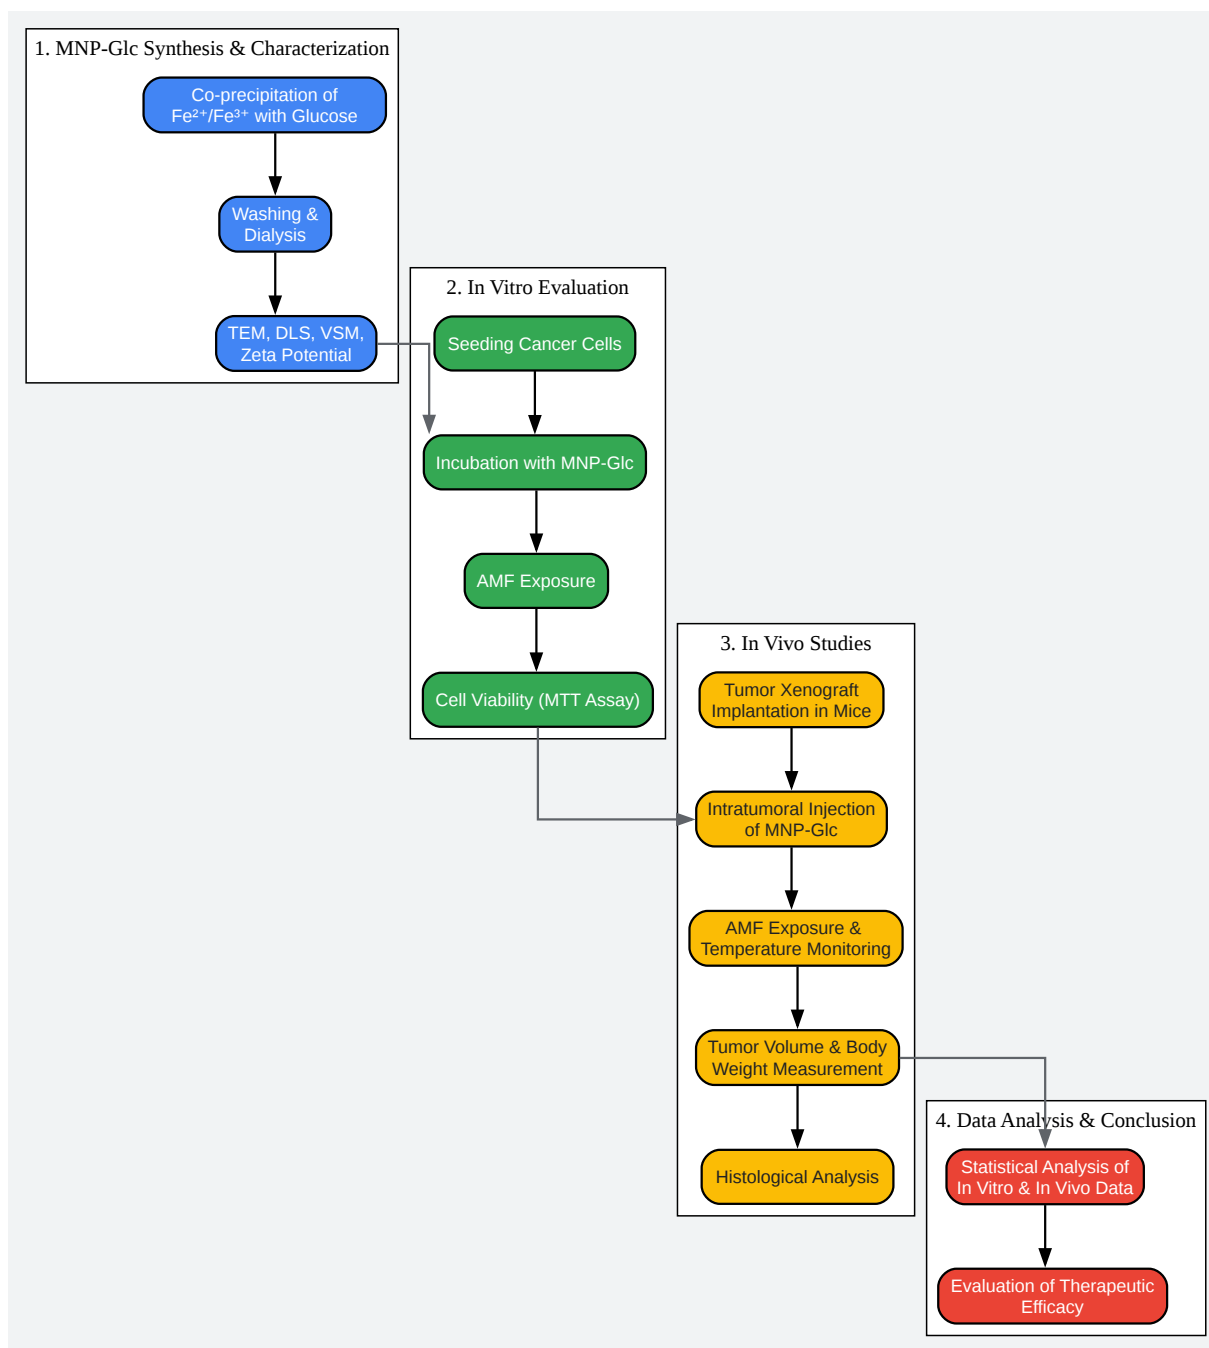 1. MNP-Glc Synthesis & Characterization
Co-precipitation of
Fe²⁺/Fe³⁺ with Glucose
Washing &
Dialysis
TEM, DLS, VSM,
Zeta Potential
2. In Vitro Evaluation
Seeding Cancer Cells
Incubation with MNP-Glc
AMF Exposure
Cell Viability (MTT Assay)
3. In Vivo Studies
Tumor Xenograft
Implantation in Mice
Intratumoral Injection
of MNP-Glc
AMF Exposure &
Temperature Monitoring
Tumor Volume & Body
Weight Measurement
Histological Analysis
4. Data Analysis & Conclusion
Statistical Analysis of
In Vitro & In Vivo Data
Evaluation of Therapeutic
Efficacy